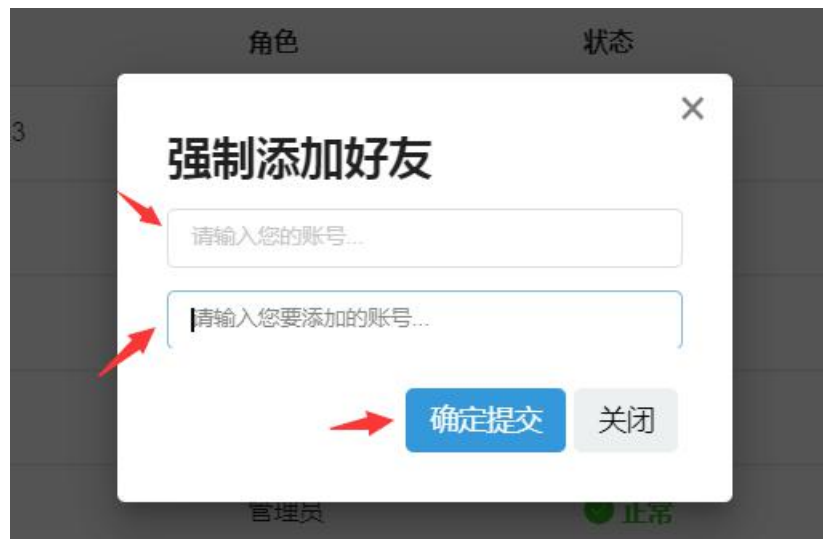 角色 状态
3
强制添加好友
请输入您的账号...
请输入您要添加的账号...
确定提交 关闭
管理员 正常